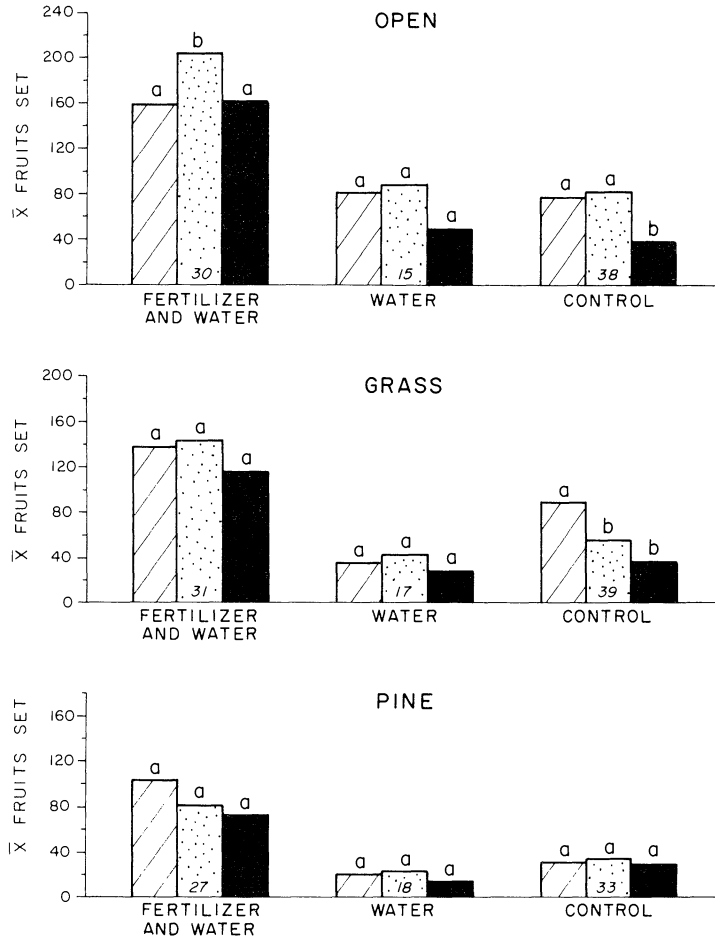 OPEN
X̄ FRUITS SET
240
200
160
120
80
40
0
a b a
a a a
a a b
30 15 38
FERTILIZER AND WATER
WATER
CONTROL
GRASS
X̄ FRUITS SET
200
160
120
80
40
0
a a a
a a a
a b b
31 17 39
FERTILIZER AND WATER
WATER
CONTROL
PINE
X̄ FRUITS SET
160
120
80
40
0
a a a
a a a
a a a
27 18 33
FERTILIZER AND WATER
WATER
CONTROL